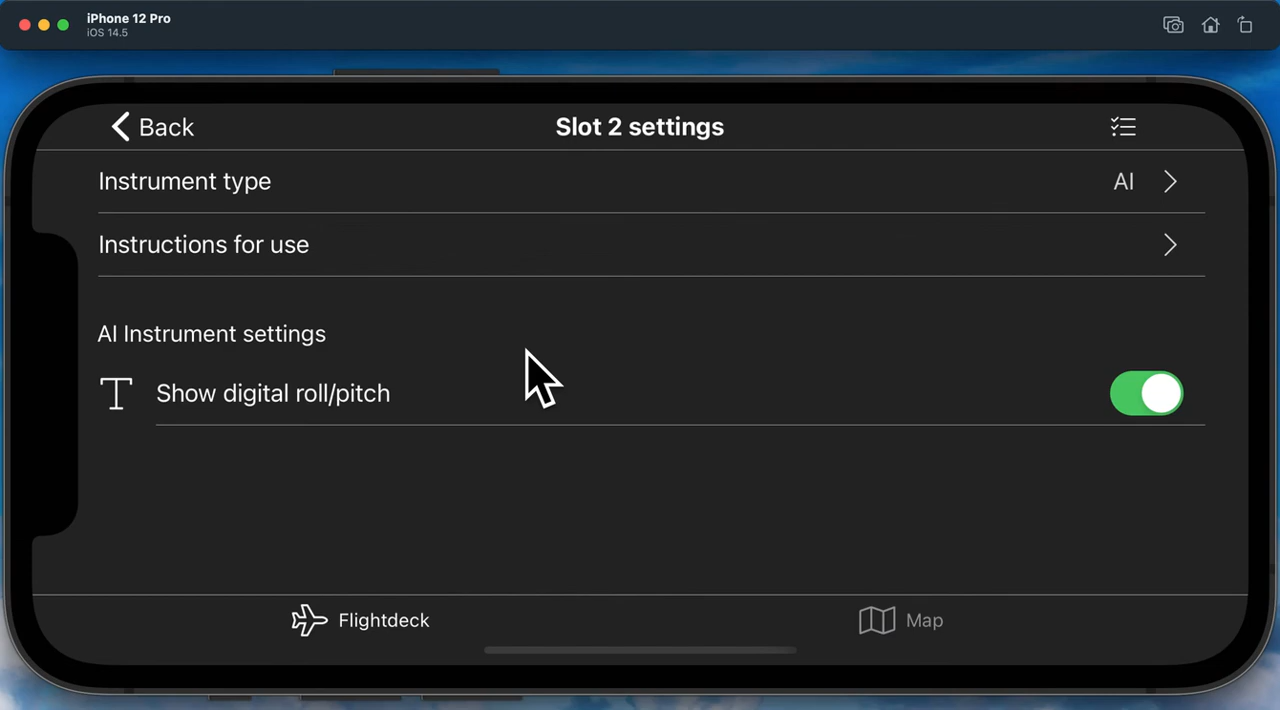 iPhone 12 Pro
iOS 14.5
Back
Slot 2 settings
Instrument type
AI
Instructions for use
AI Instrument settings
Show digital roll/pitch
Flightdeck
Map